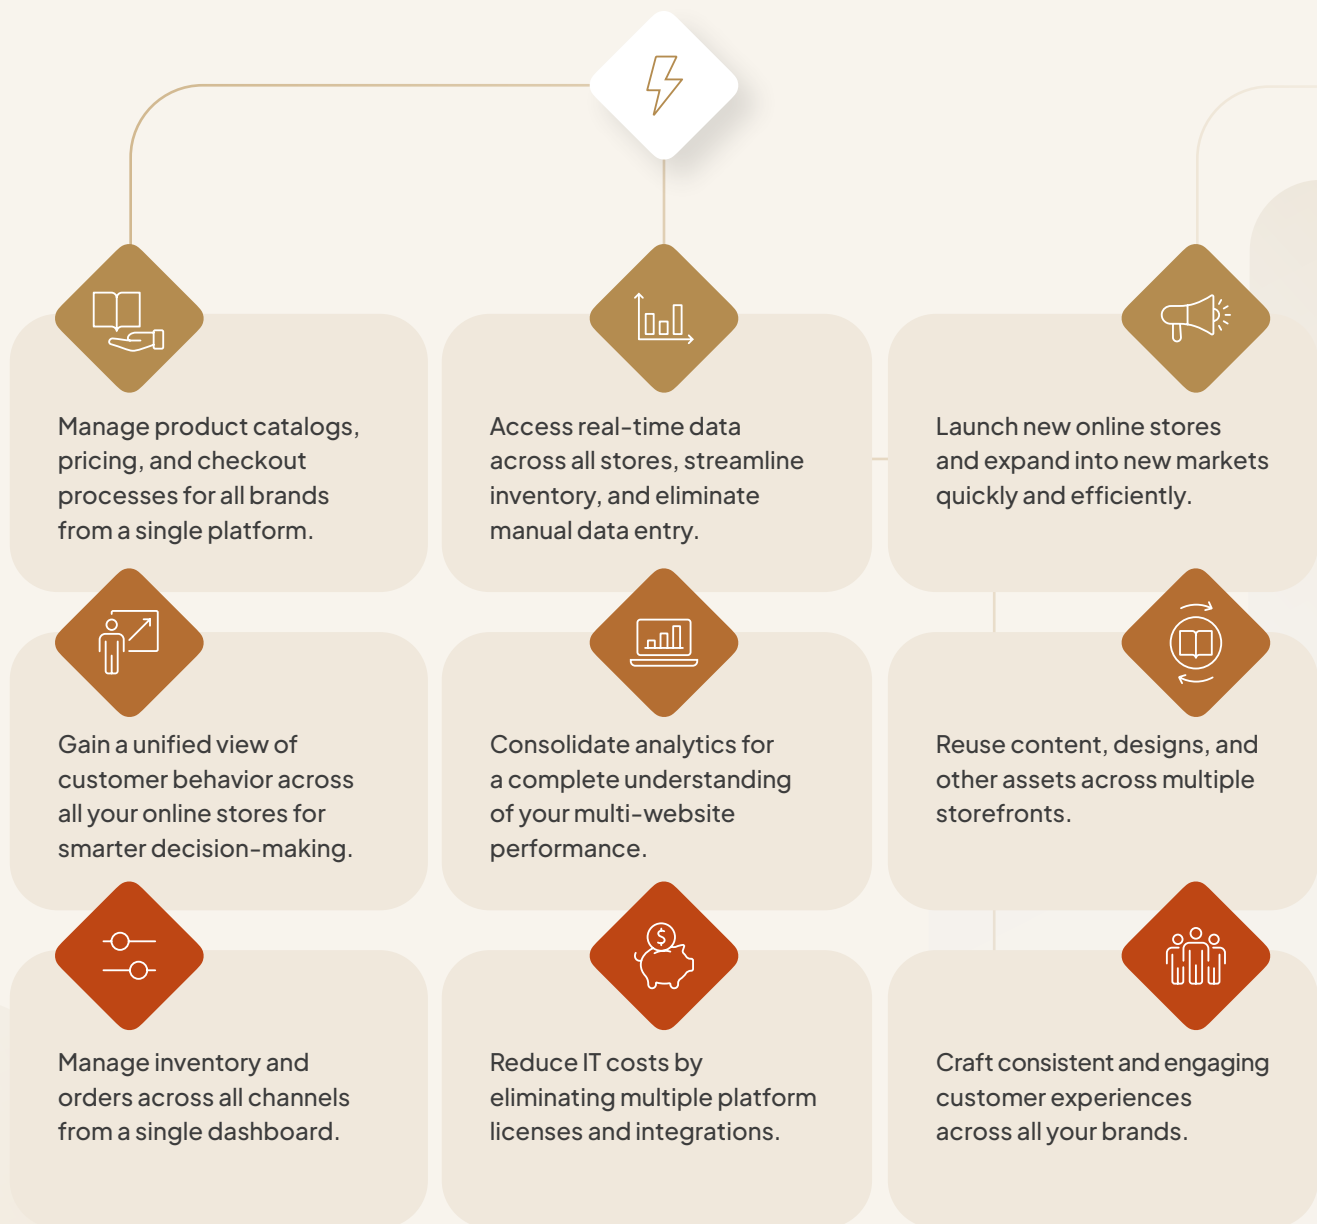 Manage product catalogs,
pricing, and checkout
processes for all brands
from a single platform.
Access real-time data
across all stores, streamline
inventory, and eliminate
manual data entry.
Launch new online stores
and expand into new markets
quickly and efficiently.
Gain a unified view of
customer behavior across
all your online stores for
smarter decision-making.
Consolidate analytics for
a complete understanding
of your multi-website
performance.
Reuse content, designs, and
other assets across multiple
storefronts.
$
Manage inventory and
orders across all channels
from a single dashboard.
Reduce IT costs by
eliminating multiple platform
licenses and integrations.
Craft consistent and engaging
customer experiences
across all your brands.